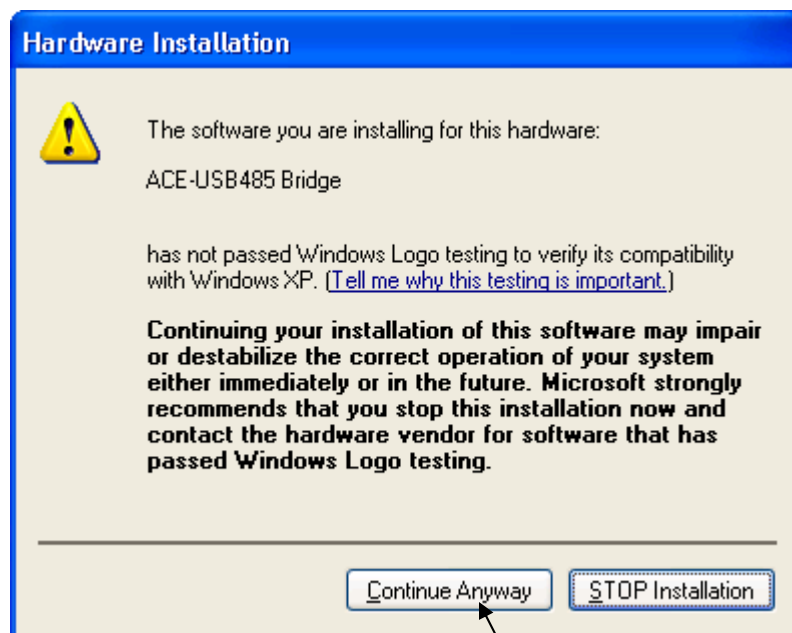 Hardware Installation
The software you are installing for this hardware:
ACE-USB485 Bridge
has not passed Windows Logo testing to verify its compatibility
with Windows XP. (Tell me why this testing is important.)
Continuing your installation of this software may impair
or destabilize the correct operation of your system
either immediately or in the future. Microsoft strongly
recommends that you stop this installation now and
contact the hardware vendor for software that has
passed Windows Logo testing.
Continue Anyway
STOP Installation